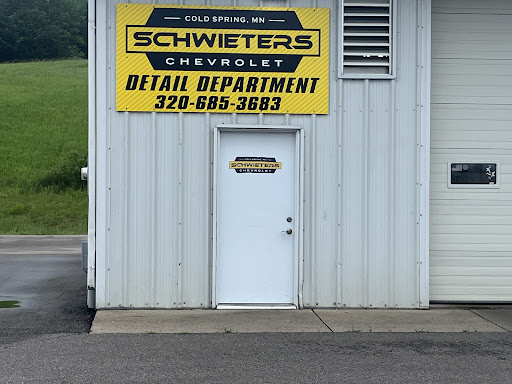 COLD SPRING, MN
SCHWIETERS
CHEVROLET
DETAIL DEPARTMENT
320-685-3683
SCHWIETERS
CHEVROLET